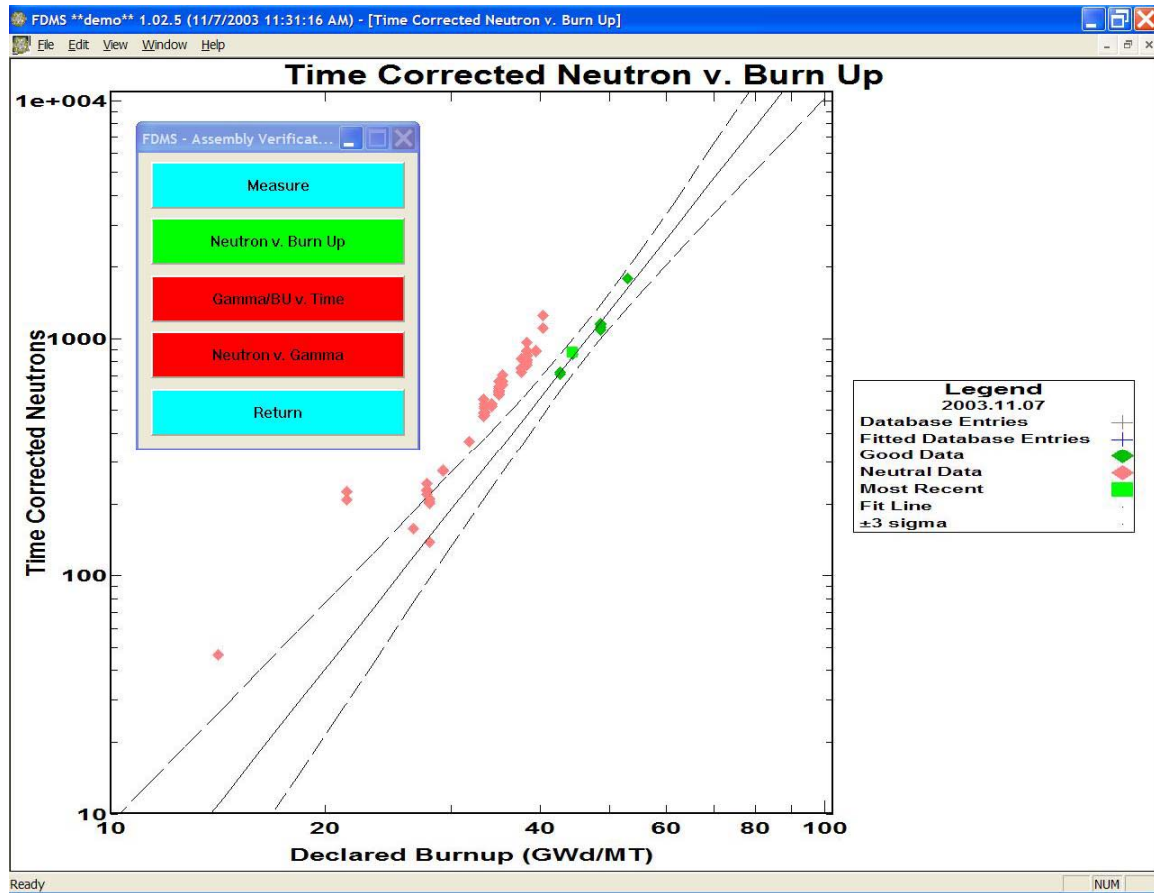 FDMS **demo** 1.02.5 (11/7/2003 11:31:16 AM) - [Time Corrected Neutron v. Burn Up]
File Edit View Window Help
Time Corrected Neutron v. Burn Up
1e+004
1000
100
10
Time Corrected Neutrons
FDMS - Assembly Verificat...
Measure
Neutron v. Burn Up
Gamma/BU v. Time
Neutron v. Gamma
Return
Legend
2003.11.07
Database Entries
Fitted Database Entries
Good Data
Neutral Data
Most Recent
Fit Line
±3 sigma
10 20 40 60 80 100
Declared Burnup (GWd/MT)
Ready NUM